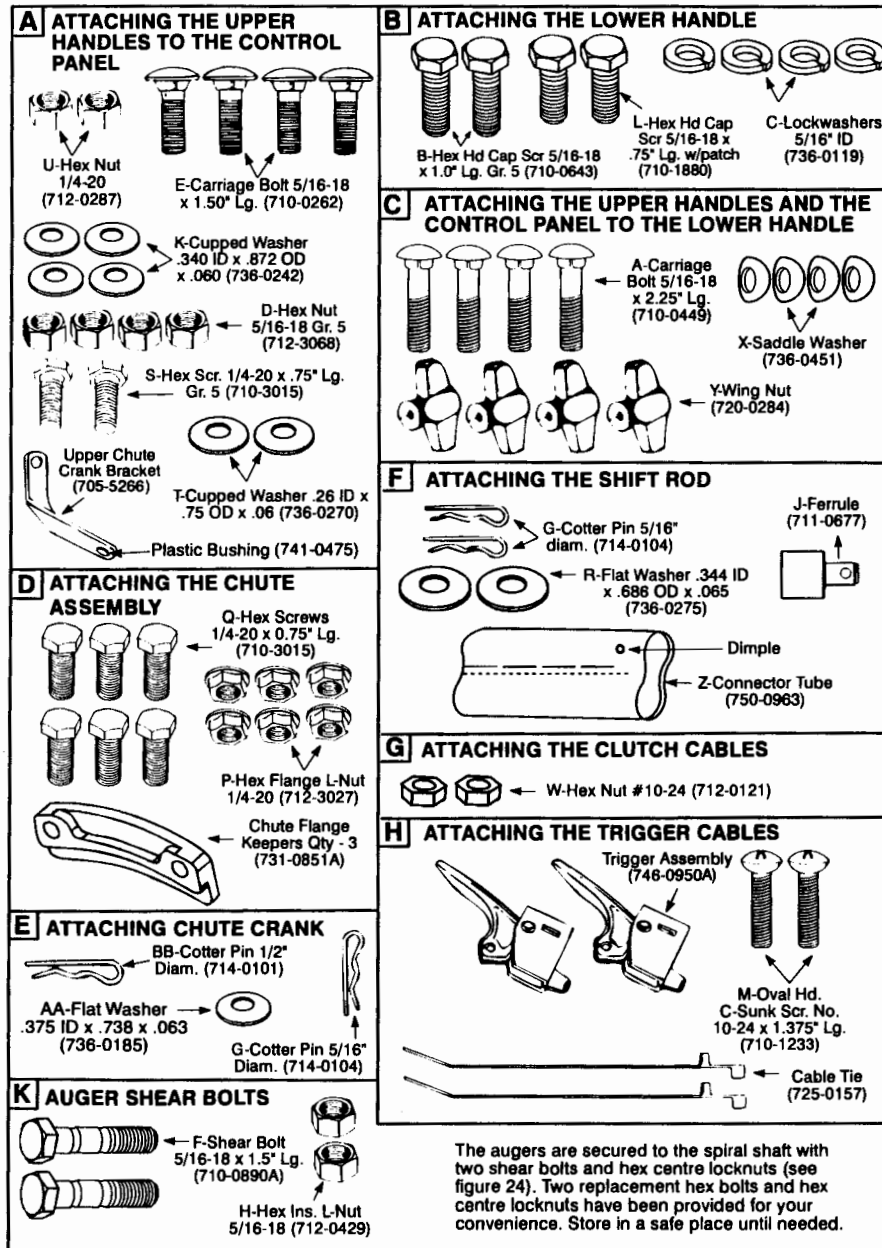 A ATTACHING THE UPPER
HANDLES TO THE CONTROL
PANEL
U-Hex Nut
1/4-20
(712-0287)
E-Carriage Bolt 5/16-18
x 1.50" Lg. (710-0262)
K-Cupped Washer
.340 ID x .872 OD
x .060 (736-0242)
D-Hex Nut
5/16-18 Gr. 5
(712-3068)
S-Hex Scr. 1/4-20 x .75" Lg.
Gr. 5 (710-3015)
Upper Chute
Crank Bracket
(705-5266)
T-Cupped Washer .26 ID x
.75 OD x .06 (736-0270)
Plastic Bushing (741-0475)
B ATTACHING THE LOWER HANDLE
B-Hex Hd Cap Scr 5/16-18
x 1.0" Lg. Gr. 5 (710-0643)
L-Hex Hd Cap
Scr 5/16-18 x
.75" Lg. w/patch
(710-1880)
C-Lockwashers
5/16" ID
(736-0119)
C ATTACHING THE UPPER HANDLES AND THE
CONTROL PANEL TO THE LOWER HANDLE
A-Carriage
Bolt 5/16-18
x 2.25" Lg.
(710-0449)
X-Saddle Washer
(736-0451)
Y-Wing Nut
(720-0284)
D ATTACHING THE CHUTE
ASSEMBLY
Q-Hex Screws
1/4-20 x 0.75" Lg.
(710-3015)
P-Hex Flange L-Nut
1/4-20 (712-3027)
Chute Flange
Keepers Qty - 3
(731-0851A)
E ATTACHING CHUTE CRANK
BB-Cotter Pin 1/2"
Diam. (714-0101)
AA-Flat Washer
.375 ID x .738 x .063
(736-0185)
G-Cotter Pin 5/16"
Diam. (714-0104)
F ATTACHING THE SHIFT ROD
G-Cotter Pin 5/16"
diam. (714-0104)
J-Ferrule
(711-0677)
R-Flat Washer .344 ID
x .686 OD x .065
(736-0275)
Dimple
Z-Connector Tube
(750-0963)
G ATTACHING THE CLUTCH CABLES
W-Hex Nut #10-24 (712-0121)
H ATTACHING THE TRIGGER CABLES
Trigger Assembly
(746-0950A)
M-Oval Hd.
C-Sunk Scr. No.
10-24 x 1.375" Lg.
(710-1233)
Cable Tie
(725-0157)
K AUGER SHEAR BOLTS
F-Shear Bolt
5/16-18 x 1.5" Lg.
(710-0890A)
H-Hex Ins. L-Nut
5/16-18 (712-0429)
The augers are secured to the spiral shaft with
two shear bolts and hex centre locknuts (see
figure 24). Two replacement hex bolts and hex
centre locknuts have been provided for your
convenience. Store in a safe place until needed.